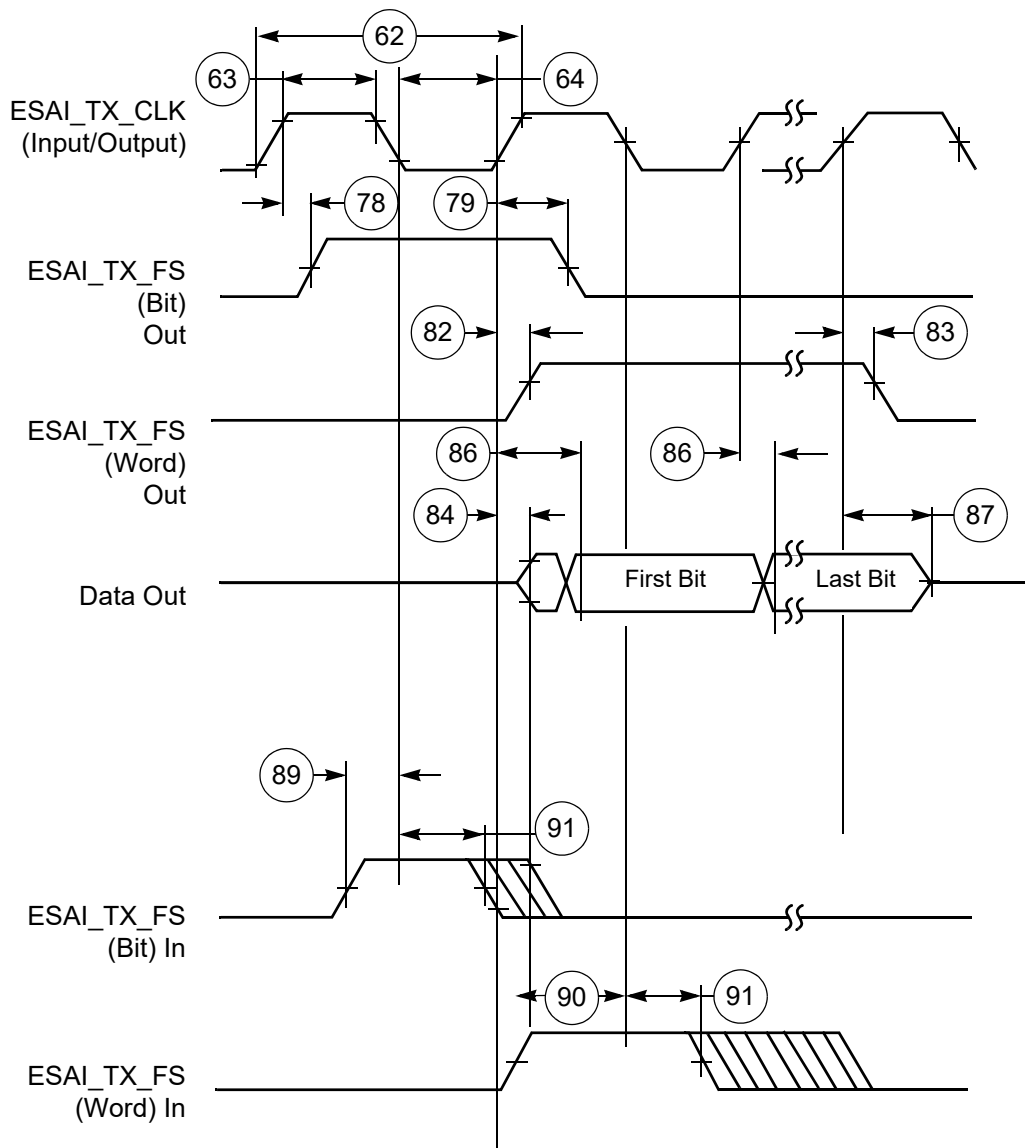 62
63
64
ESAI_TX_CLK
(Input/Output)
78
79
ESAI_TX_FS
(Bit)
Out
82
83
ESAI_TX_FS
(Word)
Out
86
86
84
87
Data Out
First Bit
Last Bit
89
91
ESAI_TX_FS
(Bit) In
90
91
ESAI_TX_FS
(Word) In